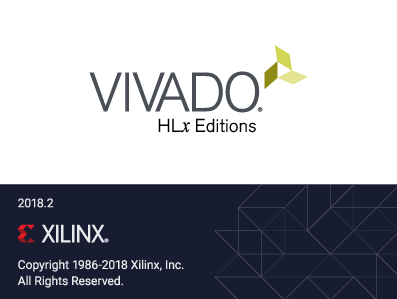 VIVADO®
HLx Editions
2018.2
XILINX®
Copyright 1986-2018 Xilinx, Inc.
All Rights Reserved.